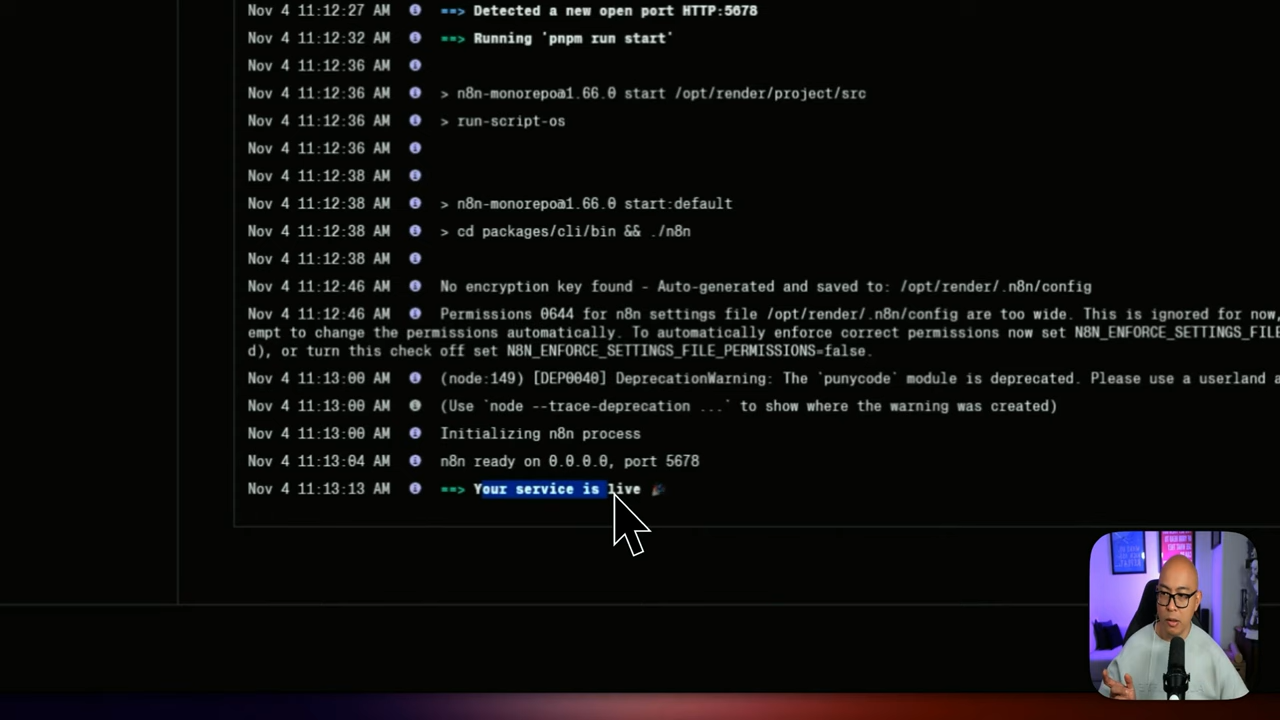 Nov 4 11:12:27 AM ==> Detected a new open port HTTP:5678
Nov 4 11:12:32 AM ==> Running 'pnpm run start'
Nov 4 11:12:36 AM
Nov 4 11:12:36 AM > n8n-monorepo@1.66.0 start /opt/render/project/src
Nov 4 11:12:36 AM > run-script-os
Nov 4 11:12:36 AM
Nov 4 11:12:38 AM
Nov 4 11:12:38 AM > n8n-monorepo@1.66.0 start:default
Nov 4 11:12:38 AM > cd packages/cli/bin && ./n8n
Nov 4 11:12:38 AM
Nov 4 11:12:46 AM No encryption key found - Auto-generated and saved to: /opt/render/.n8n/config
Nov 4 11:12:46 AM Permissions 0644 for n8n settings file /opt/render/.n8n/config are too wide. This is ignored for now,
empt to change the permissions automatically. To automatically enforce correct permissions now set N8N_ENFORCE_SETTINGS_FILE
d), or turn this check off set N8N_ENFORCE_SETTINGS_FILE_PERMISSIONS=false.
Nov 4 11:13:00 AM (node:149) [DEP0040] DeprecationWarning: The `punycode` module is deprecated. Please use a userland a
Nov 4 11:13:00 AM (Use `node --trace-deprecation ...` to show where the warning was created)
Nov 4 11:13:00 AM Initializing n8n process
Nov 4 11:13:04 AM n8n ready on 0.0.0.0, port 5678
Nov 4 11:13:13 AM ==> Your service is live 🎉